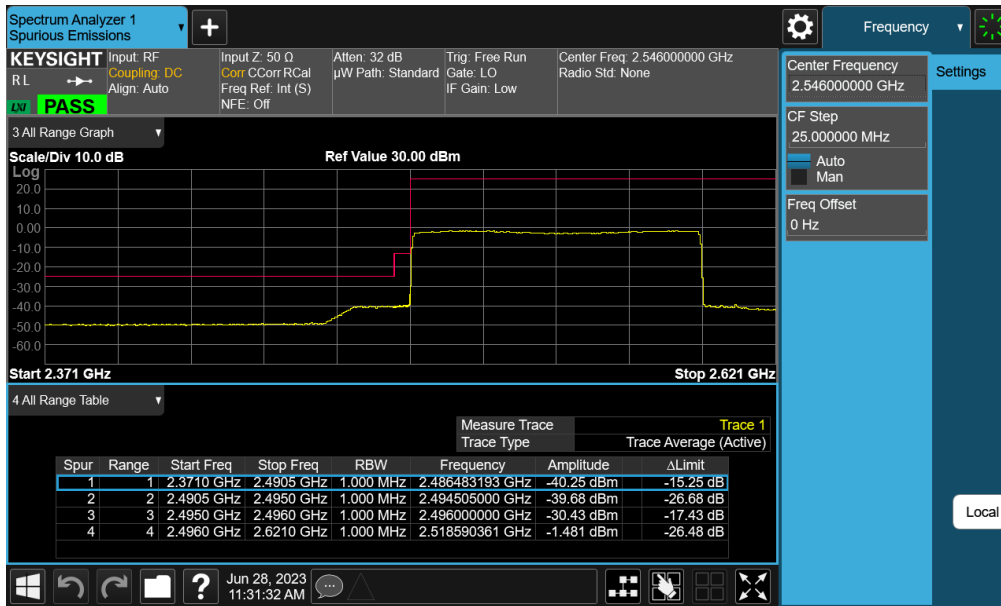 Spectrum Analyzer 1
Spurious Emissions
+
Frequency
KEYSIGHT
R L
LXI PASS
Input: RF
Coupling: DC
Align: Auto
Input Z: 50 Ω
Corr CCorr RCal
Freq Ref: Int (S)
NFE: Off
Atten: 32 dB
µW Path: Standard
Trig: Free Run
Gate: LO
IF Gain: Low
Center Freq: 2.546000000 GHz
Radio Std: None
Center Frequency
2.546000000 GHz
Settings
CF Step
25.000000 MHz
Auto
Man
Freq Offset
0 Hz
Local
3 All Range Graph
Scale/Div 10.0 dB Ref Value 30.00 dBm
Log
20.0
10.0
0.00
-10.0
-20.0
-30.0
-40.0
-50.0
-60.0
Start 2.371 GHz Stop 2.621 GHz
4 All Range Table
Measure Trace Trace 1
Trace Type Trace Average (Active)
Spur Range Start Freq Stop Freq RBW Frequency Amplitude ΔLimit
1 1 2.3710 GHz 2.4905 GHz 1.000 MHz 2.486483193 GHz -40.25 dBm -15.25 dB
2 2 2.4905 GHz 2.4950 GHz 1.000 MHz 2.494505000 GHz -39.68 dBm -26.68 dB
3 3 2.4950 GHz 2.4960 GHz 1.000 MHz 2.496000000 GHz -30.43 dBm -17.43 dB
4 4 2.4960 GHz 2.6210 GHz 1.000 MHz 2.518590361 GHz -1.481 dBm -26.48 dB
?
Jun 28, 2023
11:31:32 AM